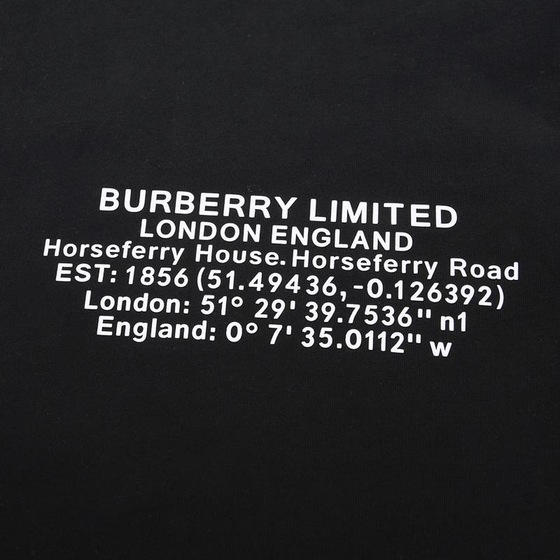 BURBERRY LIMITED
LONDON ENGLAND
Horseferry House. Horseferry Road
EST: 1856 (51.49436, -0.126392)
London: 51° 29' 39.7536" n1
England: 0° 7' 35.0112" w